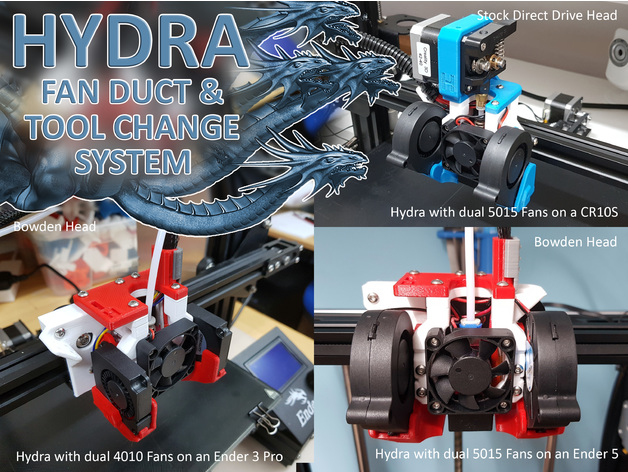 HYDRA
FAN DUCT &
TOOL CHANGE
SYSTEM
Stock Direct Drive Head
Hydra with dual 5015 Fans on a CR10S
Bowden Head
Hydra with dual 4010 Fans on an Ender 3 Pro
Bowden Head
Hydra with dual 5015 Fans on an Ender 5